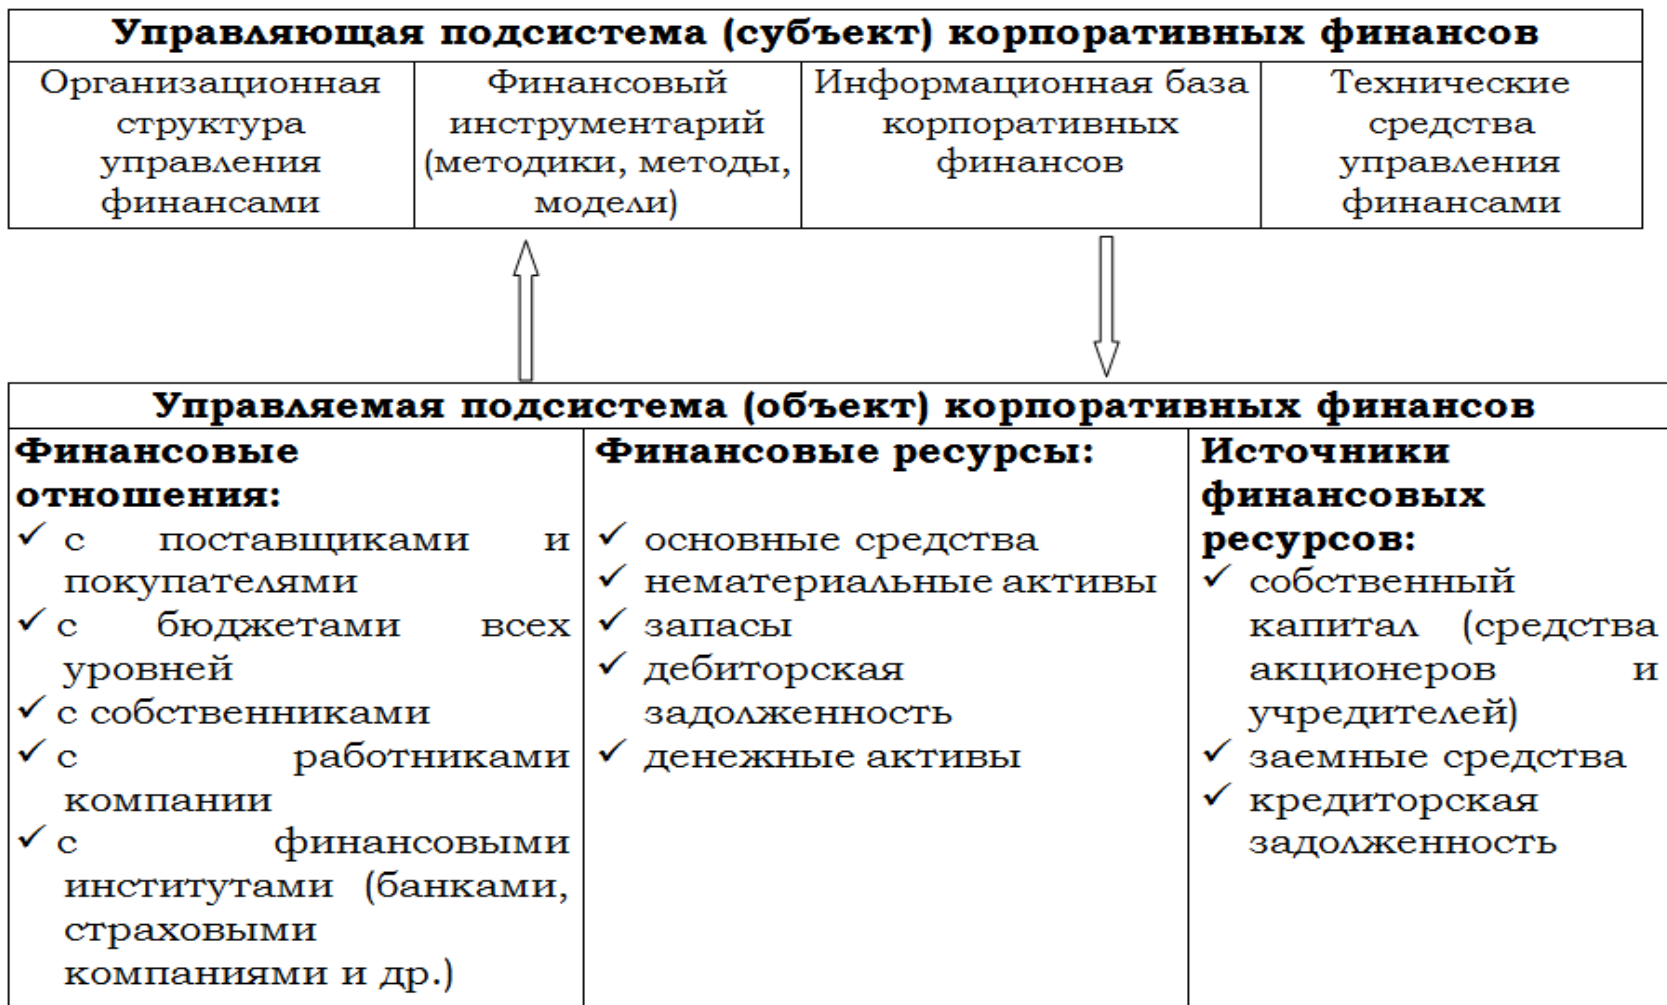 Управляющая подсистема (субъект) корпоративных финансов
Организационная
структура
управления
финансами
Финансовый
инструментарий
(методики, методы,
модели)
Информационная база
корпоративных
финансов
Технические
средства
управления
финансами
Управляемая подсистема (объект) корпоративных финансов
Финансовые
отношения:
✓ с поставщиками и
покупателями
✓ с бюджетами всех
уровней
✓ с собственниками
✓ с работниками
компании
✓ с финансовыми
институтами (банками,
страховыми
компаниями и др.)
Финансовые ресурсы:
✓ основные средства
✓ нематериальные активы
✓ запасы
✓ дебиторская
задолженность
✓ денежные активы
Источники
финансовых
ресурсов:
✓ собственный
капитал (средства
акционеров и
учредителей)
✓ заемные средства
✓ кредиторская
задолженность